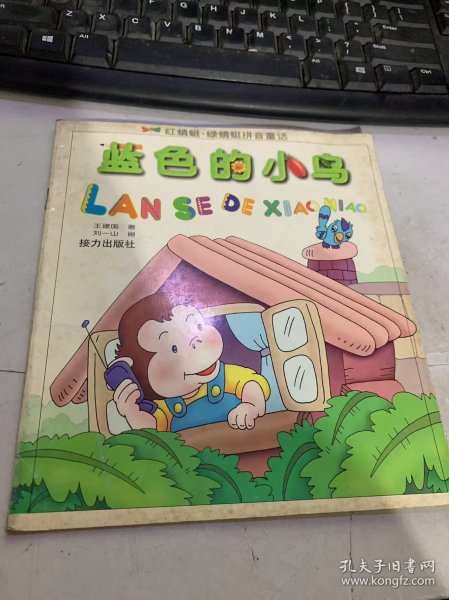 红蜻蜓·绿蜻蜓拼音童话
蓝色的小鸟
LAN SE DE XIAO NIAO
王建国 著
刘一山 画
接力出版社
孔夫子旧书网
www.kongfz.com